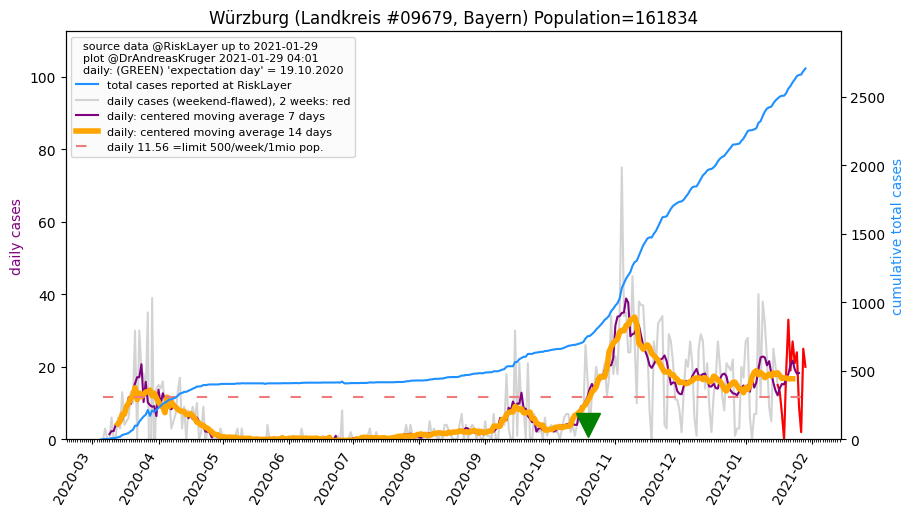 Würzburg (Landkreis #09679, Bayern) Population=161834
source data @RiskLayer up to 2021-01-29
plot @DrAndreasKruger 2021-01-29 04:01
daily: (GREEN) 'expectation day' = 19.10.2020
total cases reported at RiskLayer
daily cases (weekend-flawed), 2 weeks: red
daily: centered moving average 7 days
daily: centered moving average 14 days
daily 11.56 =limit 500/week/1mio pop.
daily cases
100
80
60
40
20
0
cumulative total cases
2500
2000
1500
1000
500
0
2020-03
2020-04
2020-05
2020-06
2020-07
2020-08
2020-09
2020-10
2020-11
2020-12
2021-01
2021-02